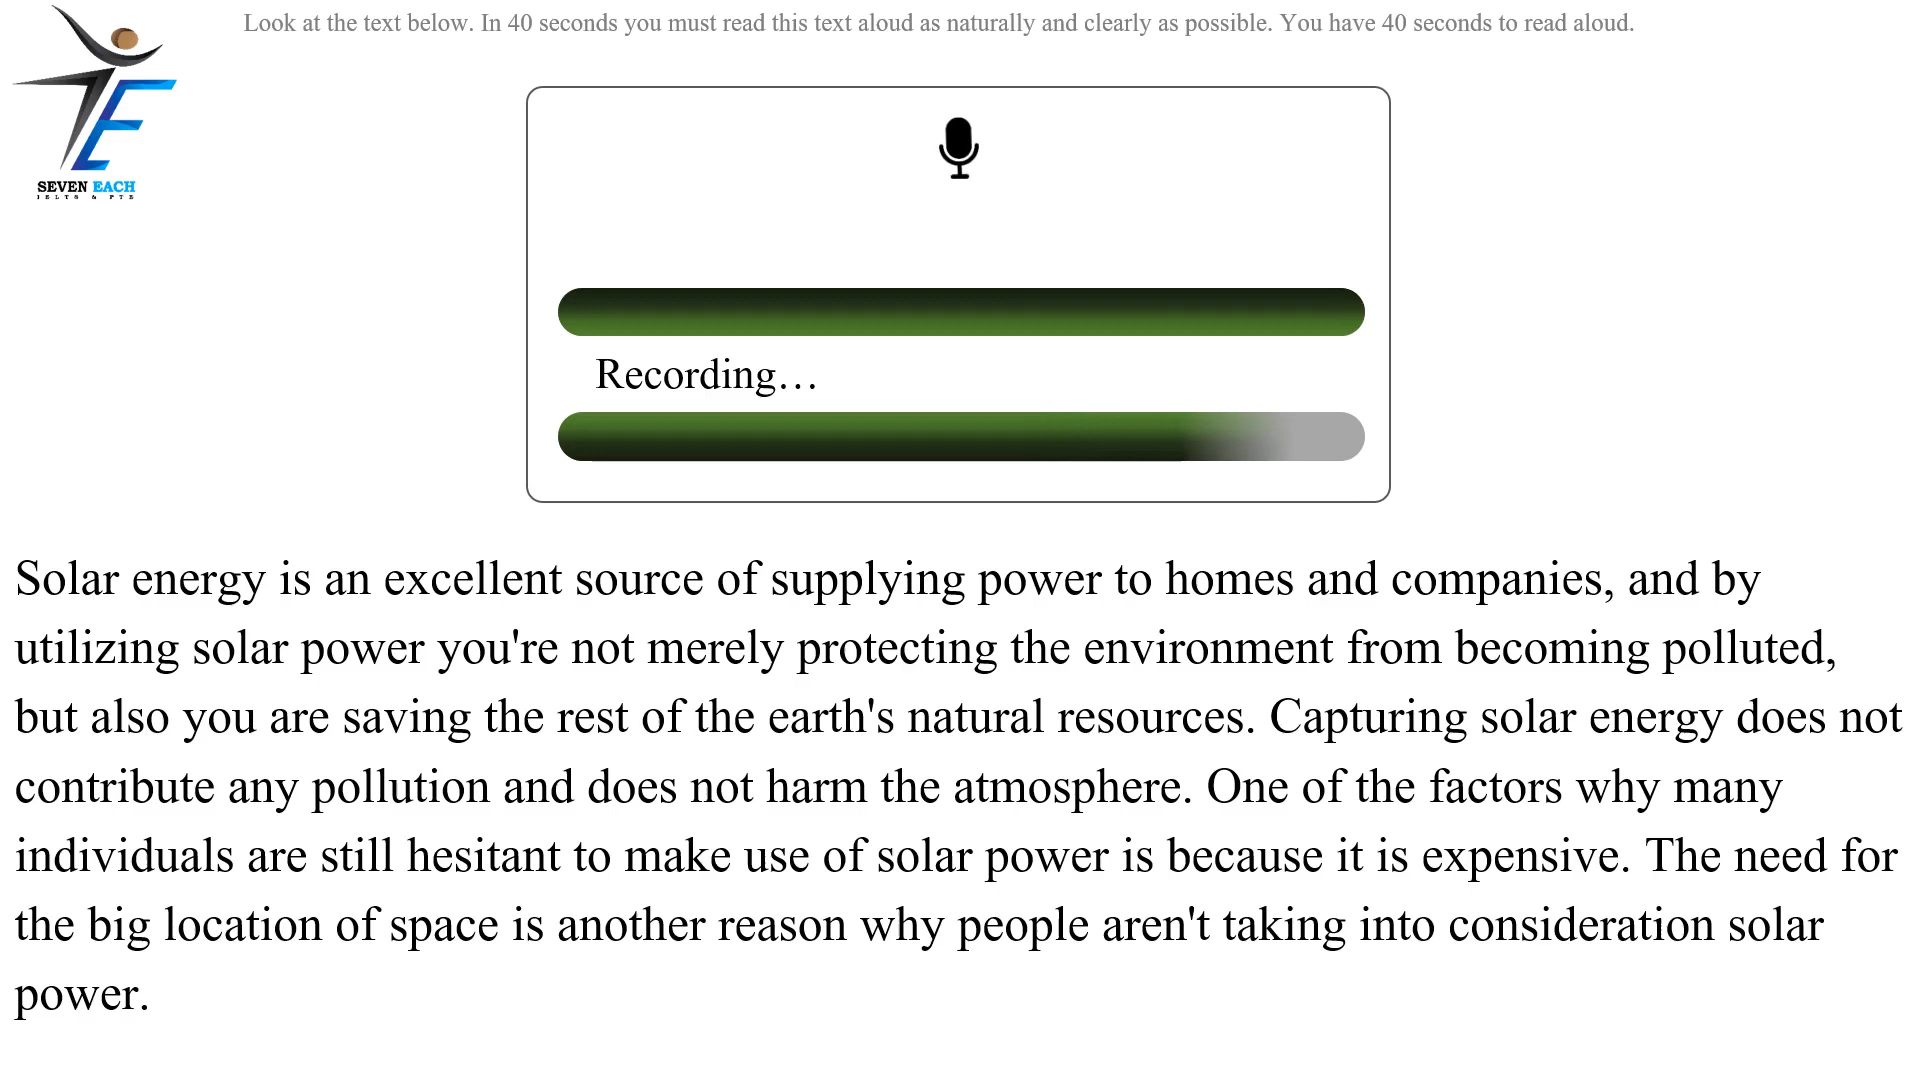 Look at the text below. In 40 seconds you must read this text aloud as naturally and clearly as possible. You have 40 seconds to read aloud.
SEVEN EACH
IELTS & PTE
Recording…
Solar energy is an excellent source of supplying power to homes and companies, and by
utilizing solar power you're not merely protecting the environment from becoming polluted,
but also you are saving the rest of the earth's natural resources. Capturing solar energy does not
contribute any pollution and does not harm the atmosphere. One of the factors why many
individuals are still hesitant to make use of solar power is because it is expensive. The need for
the big location of space is another reason why people aren't taking into consideration solar
power.